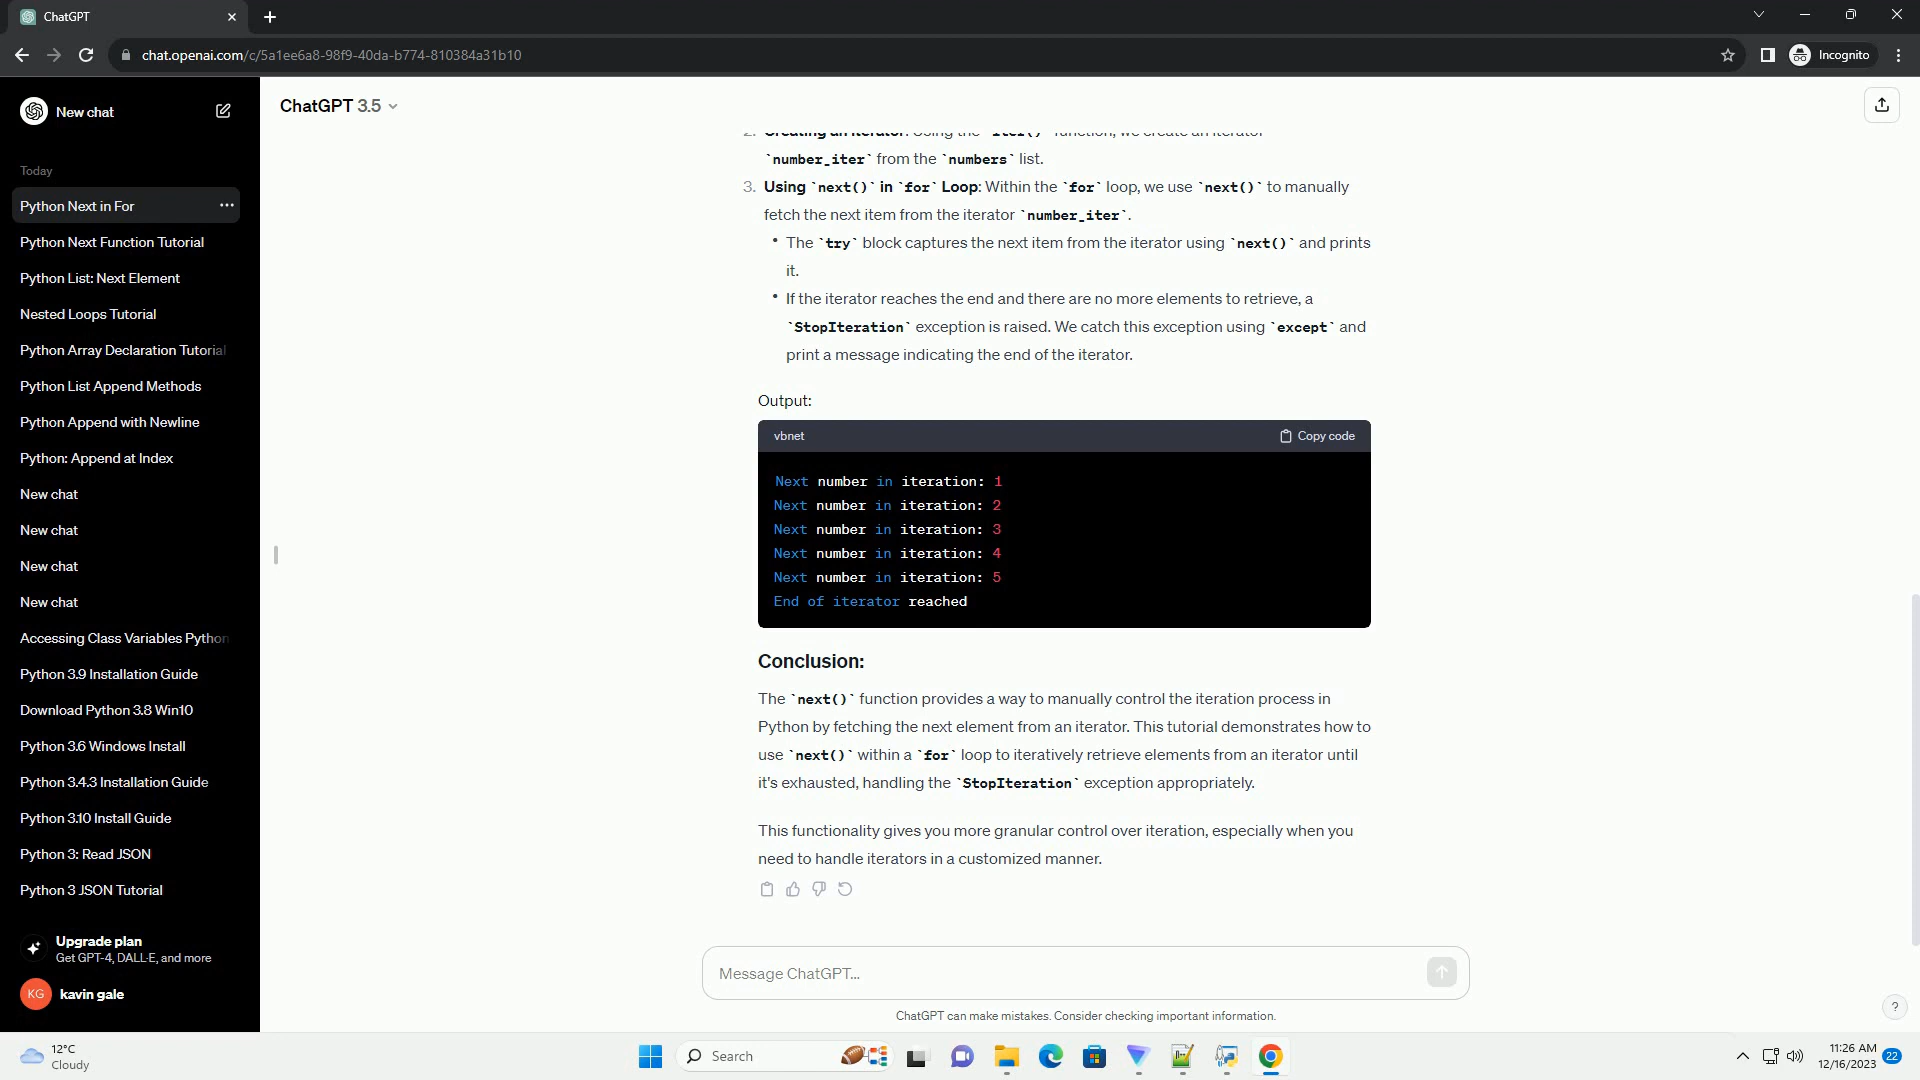 ChatGPT
chat.openai.com/c/5a1ee6a8-98f9-40da-b774-810384a31b10
Incognito
New chat
ChatGPT 3.5
Today
Python Next in For
Python Next Function Tutorial
Python List: Next Element
Nested Loops Tutorial
Python Array Declaration Tutorial
Python List Append Methods
Python Append with Newline
Python: Append at Index
New chat
New chat
New chat
New chat
Accessing Class Variables Python
Python 3.9 Installation Guide
Download Python 3.8 Win10
Python 3.6 Windows Install
Python 3.4.3 Installation Guide
Python 3.10 Install Guide
Python 3: Read JSON
Python 3 JSON Tutorial
Upgrade plan
Get GPT-4, DALL·E, and more
KG kavin gale
2. Creating an Iterator: Using the `iter()` function, we create an iterator
`number_iter` from the `numbers` list.
3. Using `next()` in `for` Loop: Within the `for` loop, we use `next()` to manually
fetch the next item from the iterator `number_iter`.
• The `try` block captures the next item from the iterator using `next()` and prints
it.
• If the iterator reaches the end and there are no more elements to retrieve, a
`StopIteration` exception is raised. We catch this exception using `except` and
print a message indicating the end of the iterator.
Output:
vbnet
Copy code
Next number in iteration: 1
Next number in iteration: 2
Next number in iteration: 3
Next number in iteration: 4
Next number in iteration: 5
End of iterator reached
Conclusion:
The `next()` function provides a way to manually control the iteration process in
Python by fetching the next element from an iterator. This tutorial demonstrates how to
use `next()` within a `for` loop to iteratively retrieve elements from an iterator until
it's exhausted, handling the `StopIteration` exception appropriately.
This functionality gives you more granular control over iteration, especially when you
need to handle iterators in a customized manner.
Message ChatGPT...
ChatGPT can make mistakes. Consider checking important information.
?
12°C
Cloudy
Search
11:26 AM
12/16/2023
22